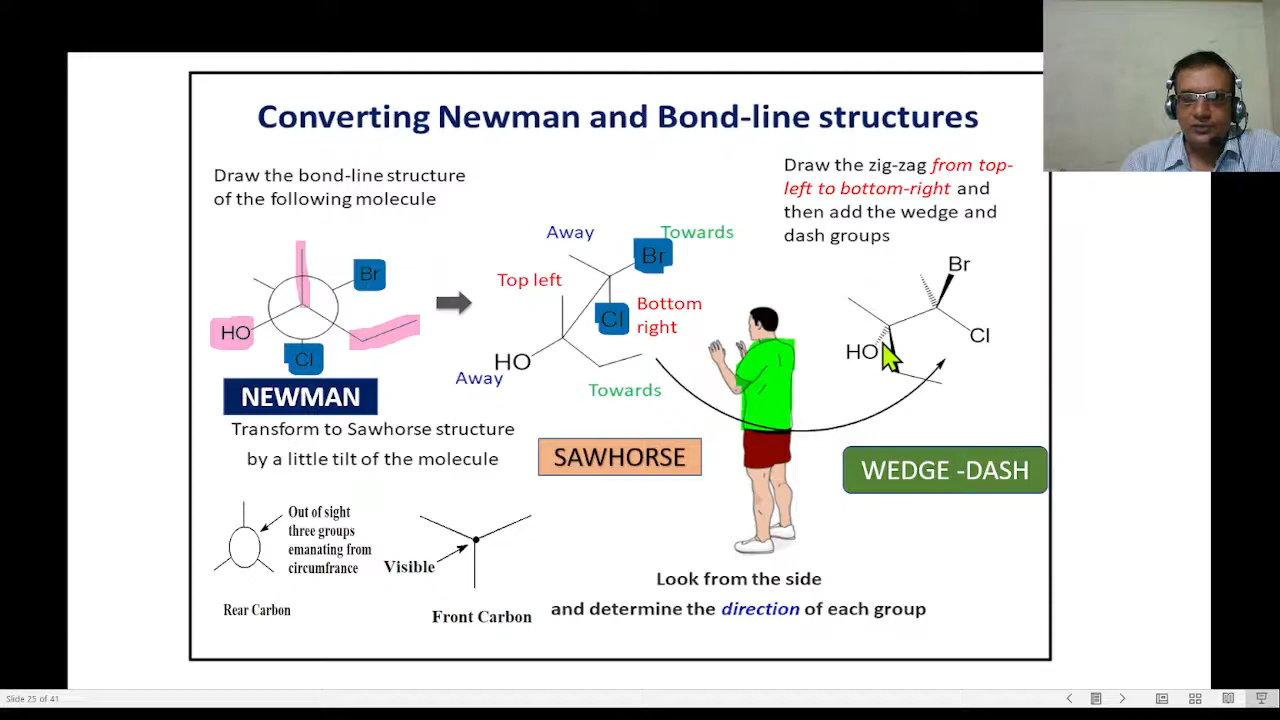 Converting Newman and Bond-line structures
Draw the bond-line structure
of the following molecule
Draw the zig-zag from top-
left to bottom-right and
then add the wedge and
dash groups
Br
HO
Cl
NEWMAN
Transform to Sawhorse structure
by a little tilt of the molecule
Away
Towards
Br
Top left
Cl
Bottom
right
HO
Away
Towards
SAWHORSE
Br
Cl
HO
WEDGE -DASH
Out of sight
three groups
emanating from
circumfrance
Rear Carbon
Visible
Front Carbon
Look from the side
and determine the direction of each group
Slide 25 of 41